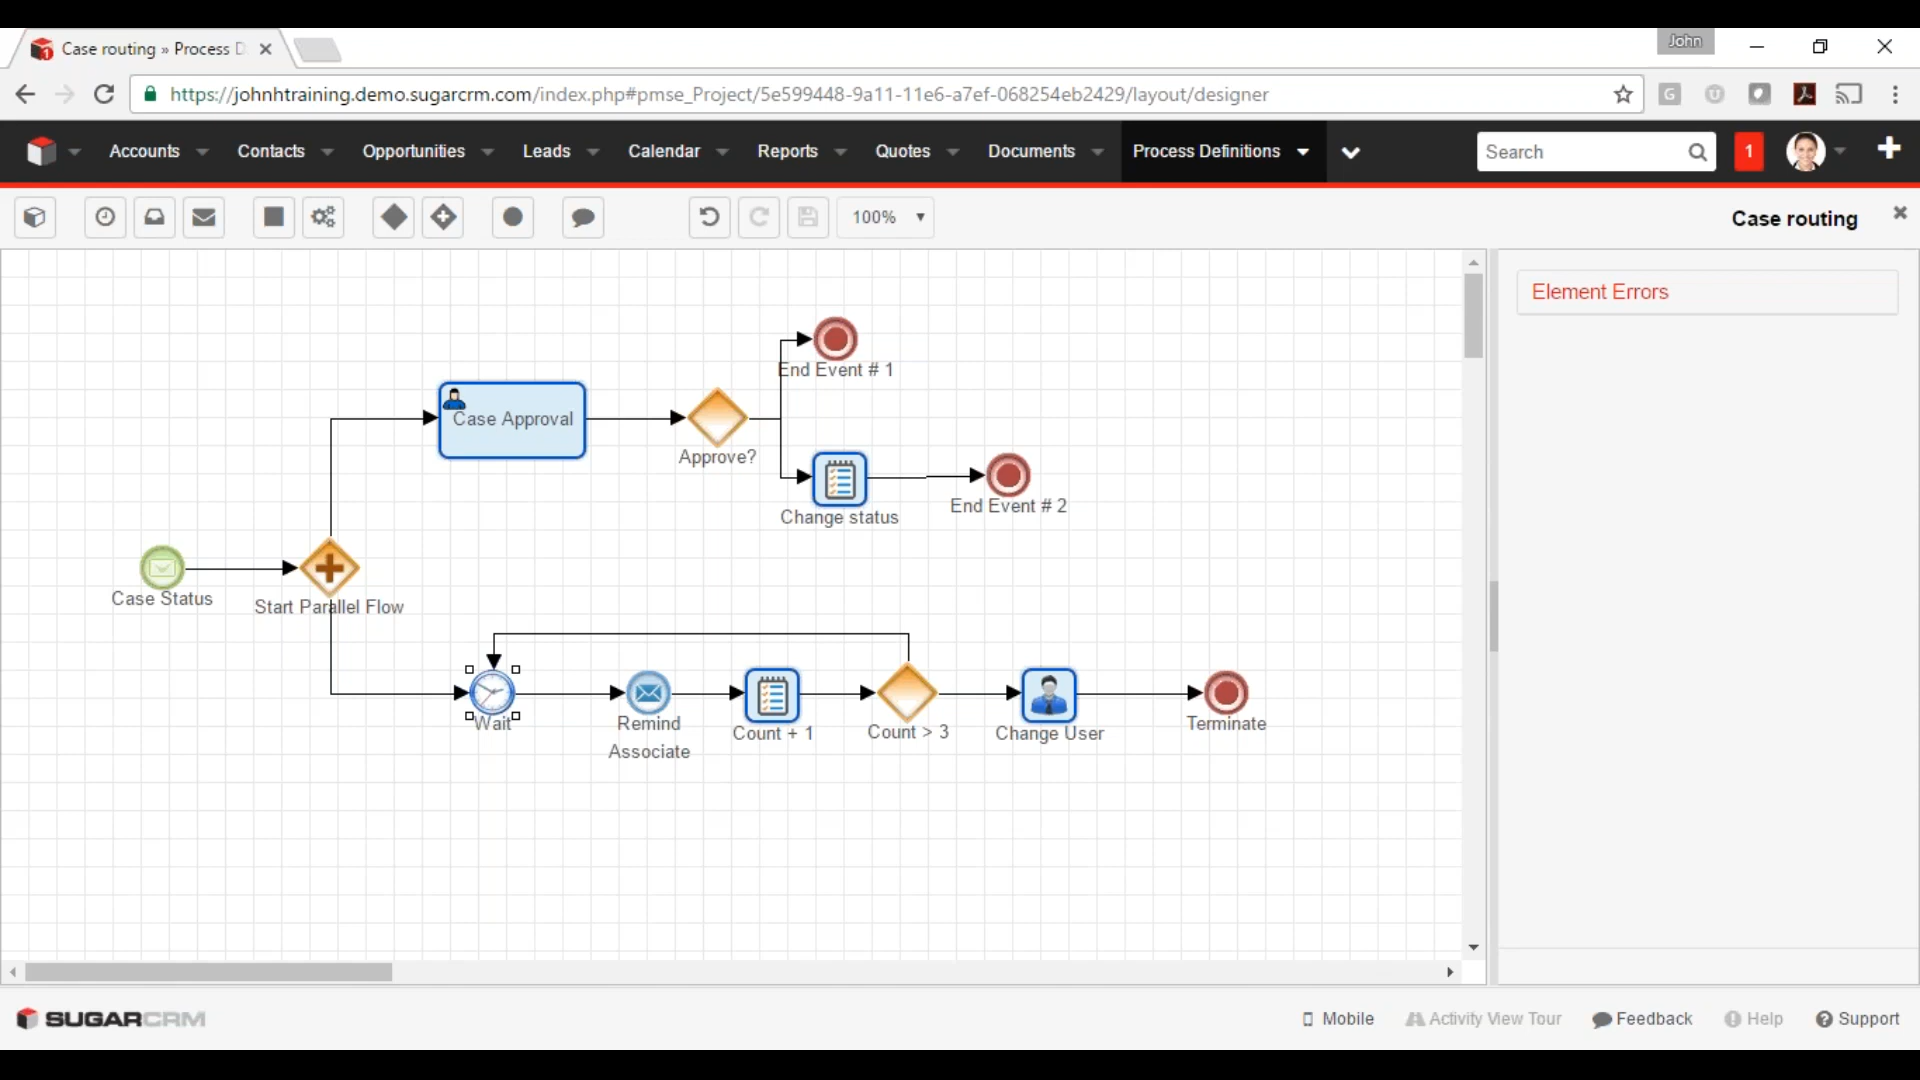 Case routing » Process D
John
https://johnhtraining.demo.sugarcrm.com/index.php#pmse_Project/5e599448-9a11-11e6-a7ef-068254eb2429/layout/designer
Accounts Contacts Opportunities Leads Calendar Reports Quotes Documents Process Definitions Search 1
100% Case routing
Element Errors
End Event # 1
Case Approval
Approve?
Change status
End Event # 2
Case Status
Start Parallel Flow
Wait
Remind
Associate
Count + 1
Count > 3
Change User
Terminate
SUGARCRM Mobile Activity View Tour Feedback Help Support